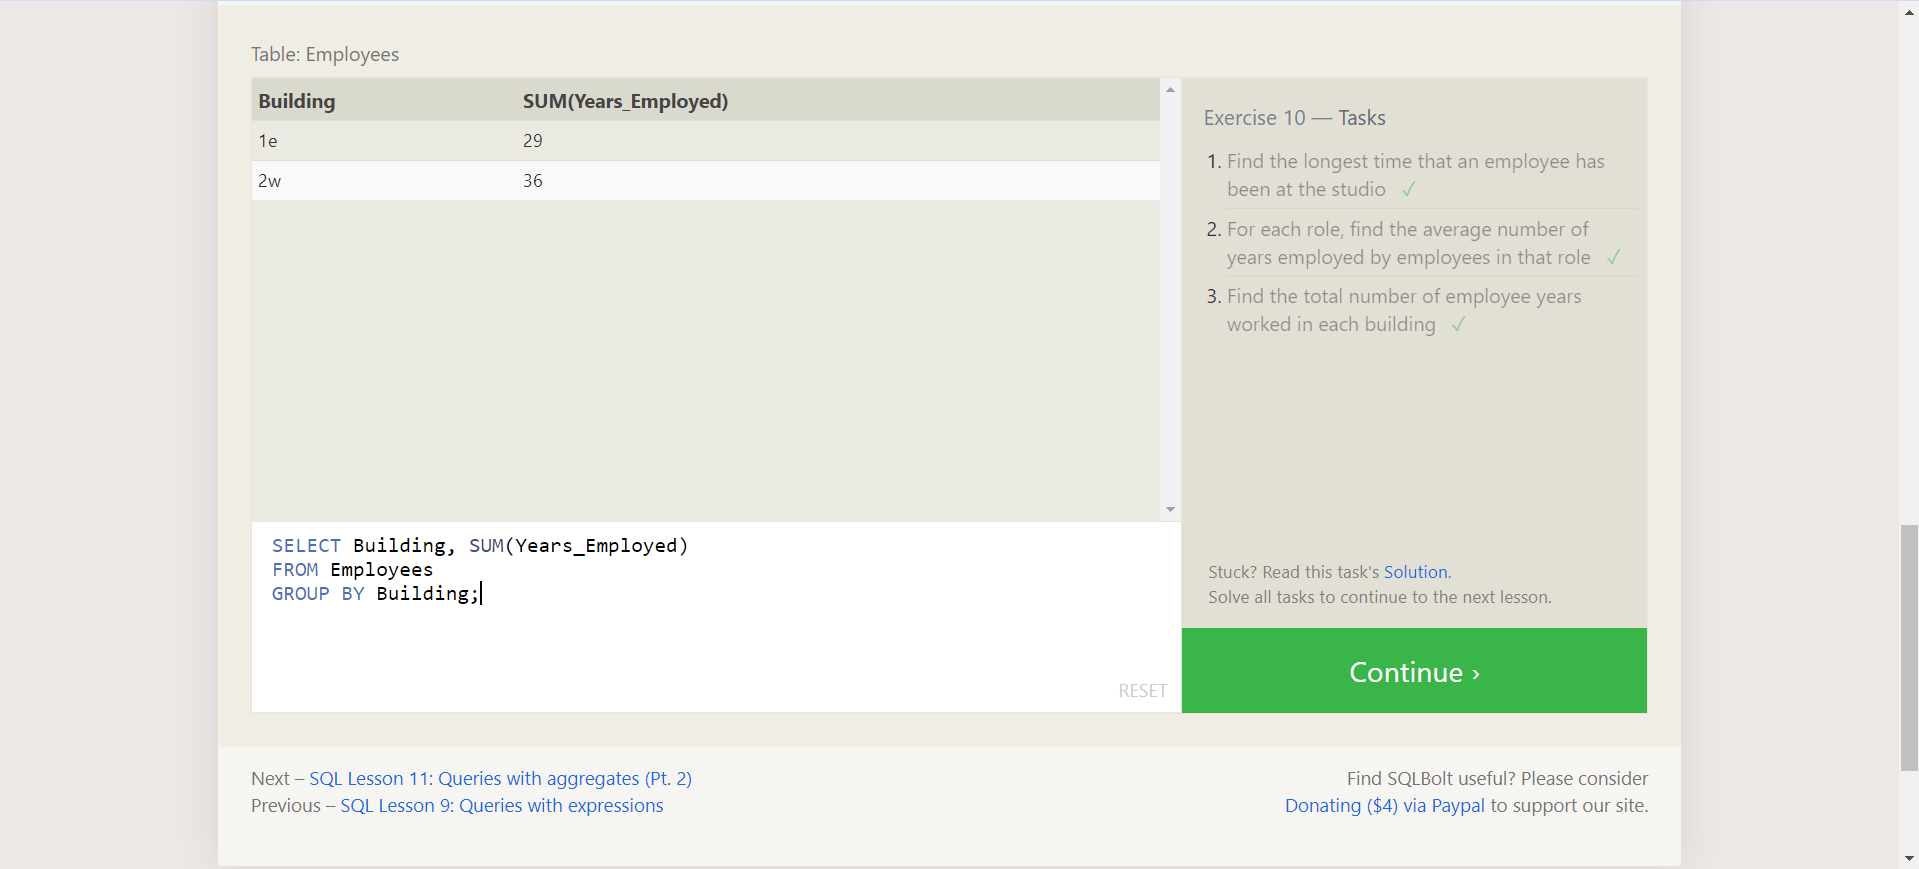 Table: Employees
Building SUM(Years_Employed)
1e 29
2w 36
SELECT Building, SUM(Years_Employed)
FROM Employees
GROUP BY Building;
RESET
Exercise 10 — Tasks
1. Find the longest time that an employee has
been at the studio ✓
2. For each role, find the average number of
years employed by employees in that role ✓
3. Find the total number of employee years
worked in each building ✓
Stuck? Read this task's Solution.
Solve all tasks to continue to the next lesson.
Continue ›
Next – SQL Lesson 11: Queries with aggregates (Pt. 2)
Previous – SQL Lesson 9: Queries with expressions
Find SQLBolt useful? Please consider
Donating ($4) via Paypal to support our site.